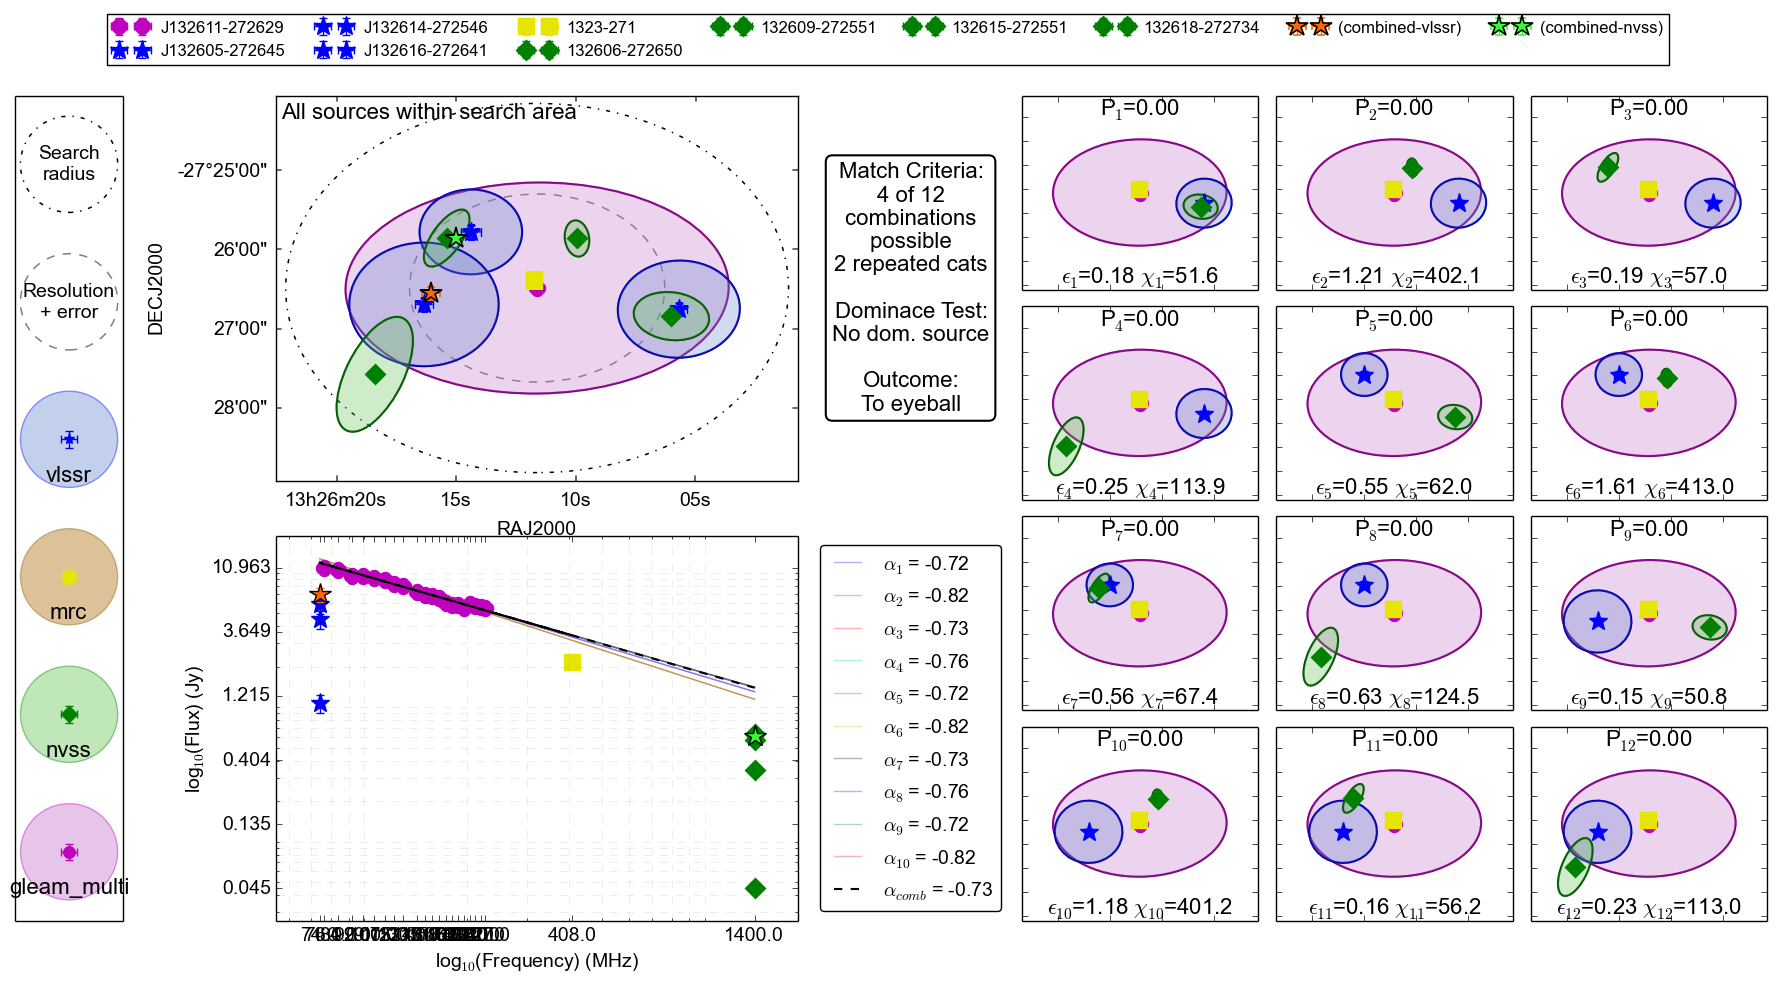 J132611-272629
J132614-272546
1323-271
132609-272551
132615-272551
132618-272734
(combined-vlssr)
(combined-nvss)
J132605-272645
J132616-272641
132606-272650
Search
radius
Resolution
+ error
vlssr
mrc
nvss
gleam_multi
All sources within search area
DECJ2000
-27°25'00"
26'00"
27'00"
28'00"
13h26m20s
15s
10s
05s
RAJ2000
Match Criteria:
4 of 12
combinations
possible
2 repeated cats
Dominace Test:
No dom. source
Outcome:
To eyeball
log10(Flux) (Jy)
10.963
3.649
1.215
0.404
0.135
0.045
408.0
1400.0
log10(Frequency) (MHz)
α1 = -0.72
α2 = -0.82
α3 = -0.73
α4 = -0.76
α5 = -0.72
α6 = -0.82
α7 = -0.73
α8 = -0.76
α9 = -0.72
α10 = -0.82
αcomb = -0.73
P1=0.00
ϵ1=0.18 χ1=51.6
P2=0.00
ϵ2=1.21 χ2=402.1
P3=0.00
ϵ3=0.19 χ3=57.0
P4=0.00
ϵ4=0.25 χ4=113.9
P5=0.00
ϵ5=0.55 χ5=62.0
P6=0.00
ϵ6=1.61 χ6=413.0
P7=0.00
ϵ7=0.56 χ7=67.4
P8=0.00
ϵ8=0.63 χ8=124.5
P9=0.00
ϵ9=0.15 χ9=50.8
P10=0.00
ϵ10=1.18 χ10=401.2
P11=0.00
ϵ11=0.16 χ11=56.2
P12=0.00
ϵ12=0.23 χ12=113.0